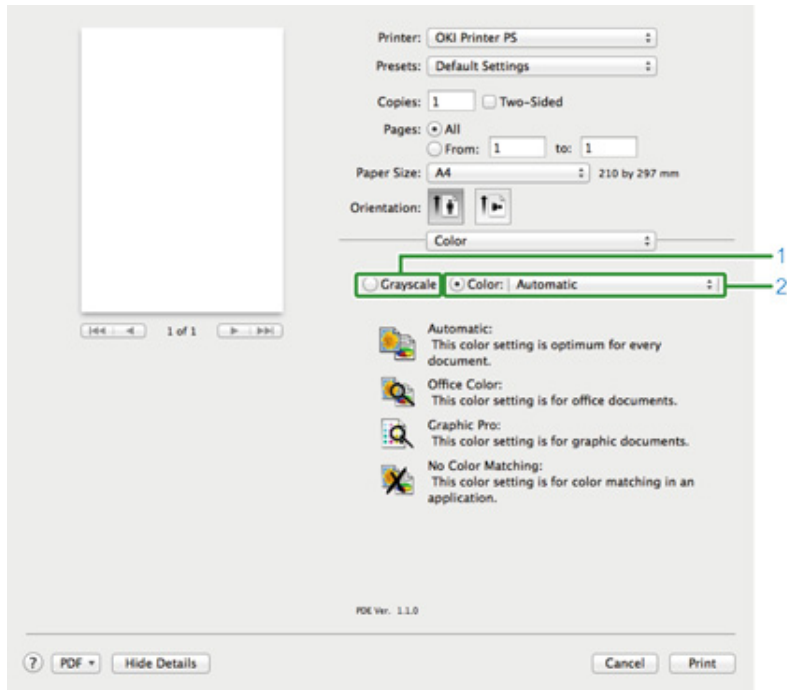 Printer: OKI Printer PS
Presets: Default Settings
Copies: 1 Two-Sided
Pages: All
From: 1 to: 1
Paper Size: A4 210 by 297 mm
Orientation:
Color
1
Grayscale Color: Automatic
2
1 of 1
Automatic:
This color setting is optimum for every
document.
Office Color:
This color setting is for office documents.
Graphic Pro:
This color setting is for graphic documents.
No Color Matching:
This color setting is for color matching in an
application.
PDE Ver. 1.1.0
? PDF Hide Details Cancel Print